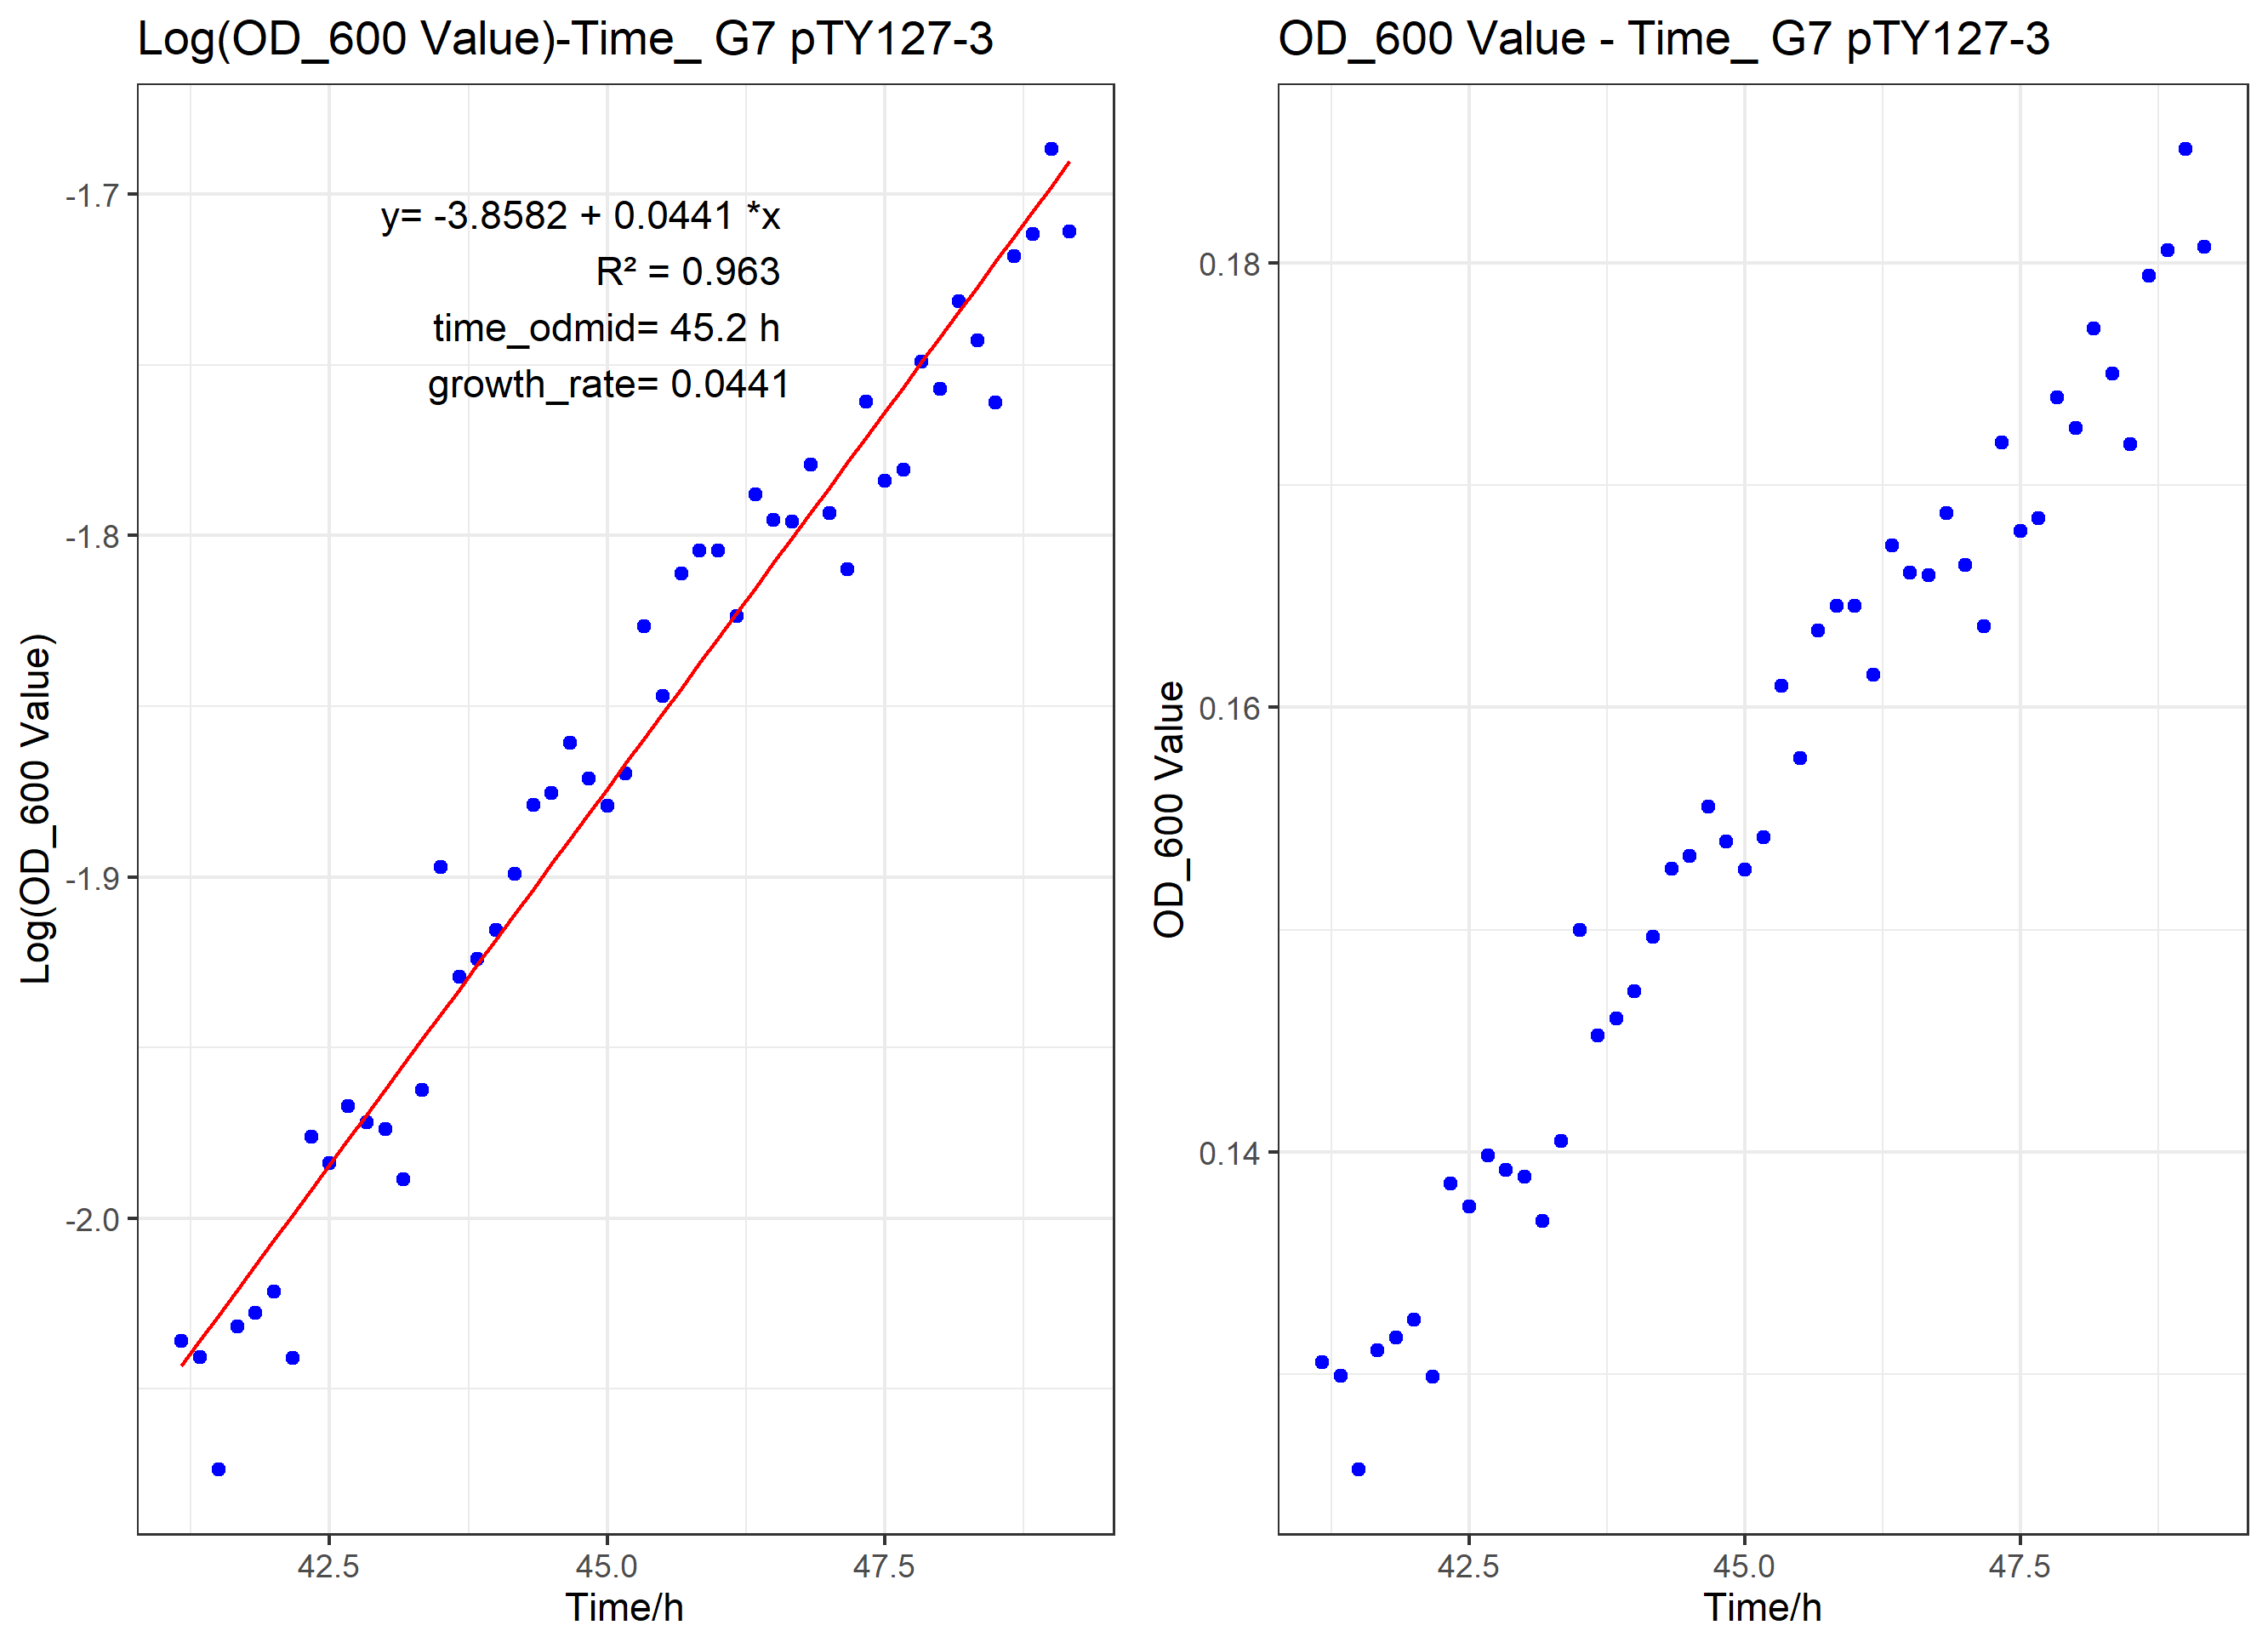 Log(OD_600 Value)-Time_ G7 pTY127-3
y= -3.8582 + 0.0441 *x
R² = 0.963
time_odmid= 45.2 h
growth_rate= 0.0441
-1.7
-1.8
-1.9
-2.0
Log(OD_600 Value)
42.5 45.0 47.5
Time/h
OD_600 Value - Time_ G7 pTY127-3
0.18
0.16
0.14
OD_600 Value
42.5 45.0 47.5
Time/h